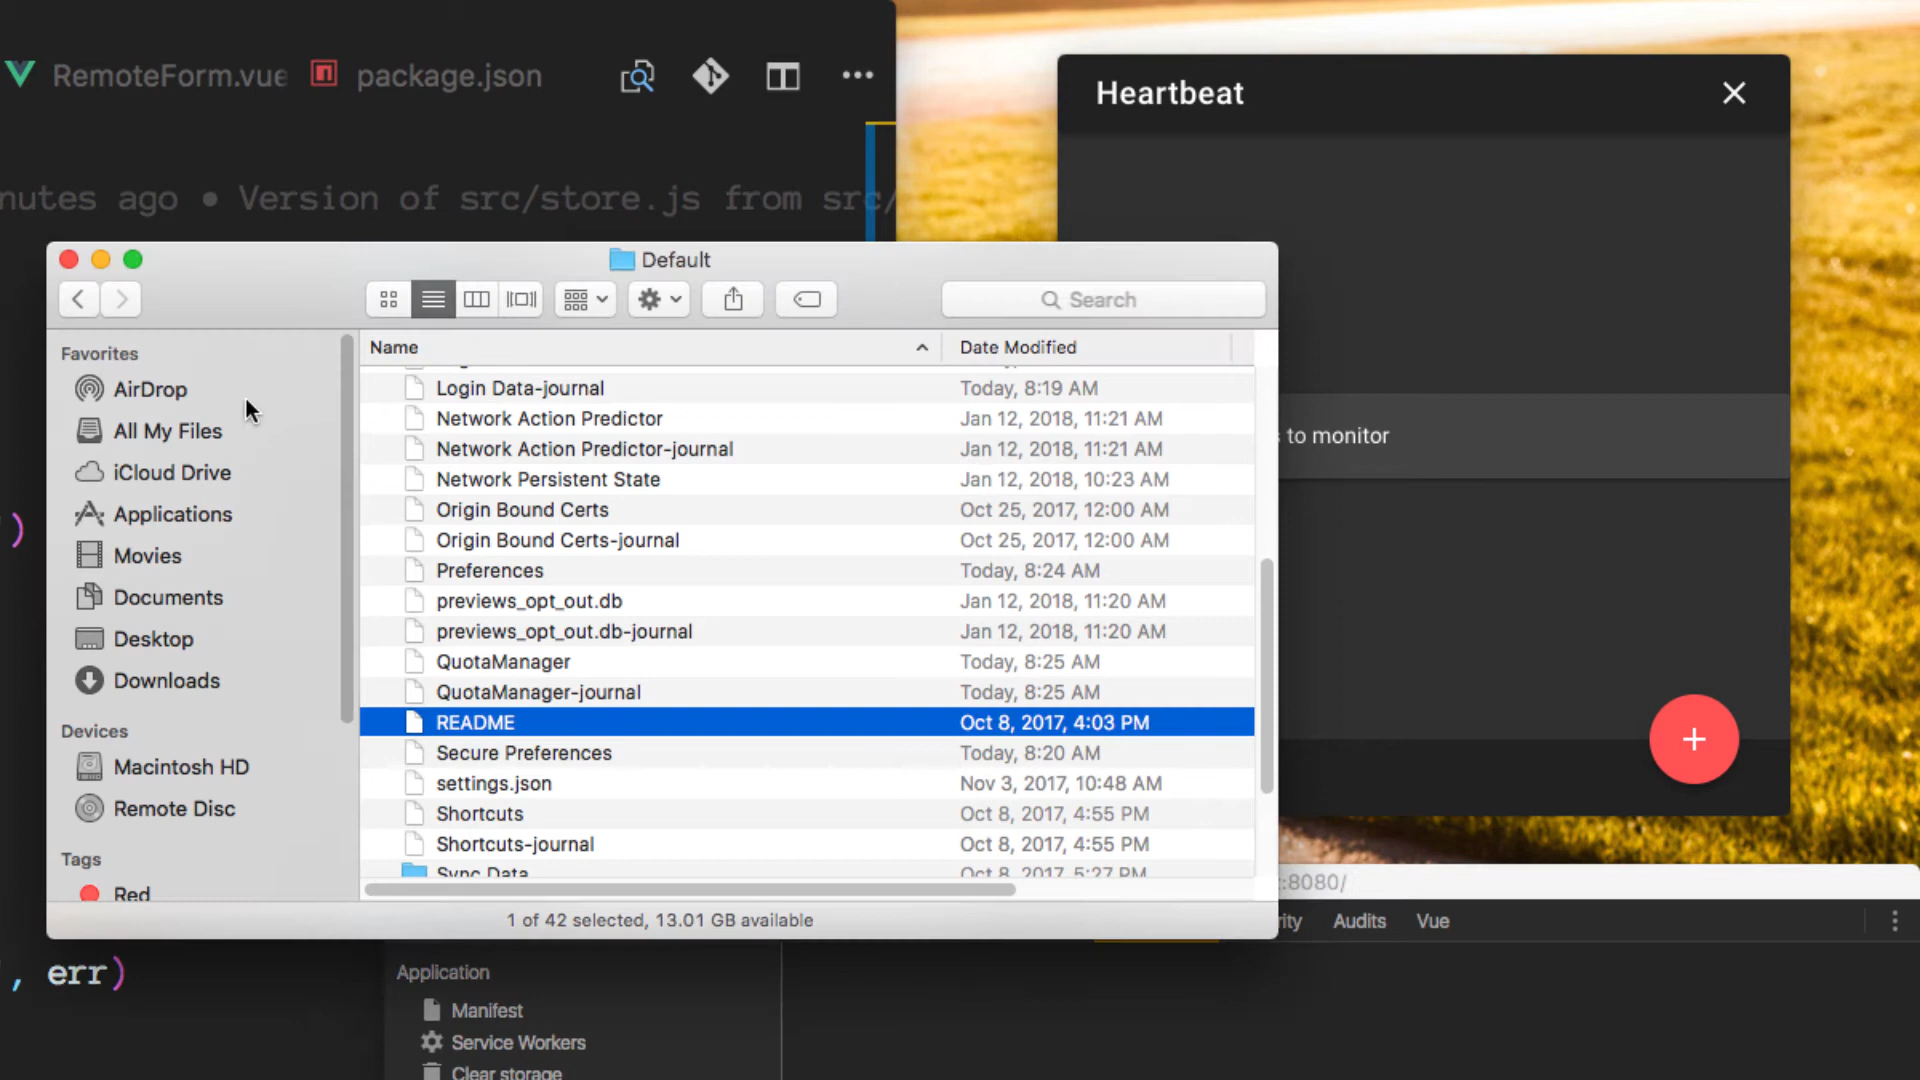 RemoteForm.vue
package.json
nutes ago • Version of src/store.js from src/
)
, err)
Heartbeat
to monitor
+
Default
Search
Favorites
AirDrop
All My Files
iCloud Drive
Applications
Movies
Documents
Desktop
Downloads
Devices
Macintosh HD
Remote Disc
Tags
Red
Name Date Modified
Login Data-journal Today, 8:19 AM
Network Action Predictor Jan 12, 2018, 11:21 AM
Network Action Predictor-journal Jan 12, 2018, 11:21 AM
Network Persistent State Jan 12, 2018, 10:23 AM
Origin Bound Certs Oct 25, 2017, 12:00 AM
Origin Bound Certs-journal Oct 25, 2017, 12:00 AM
Preferences Today, 8:24 AM
previews_opt_out.db Jan 12, 2018, 11:20 AM
previews_opt_out.db-journal Jan 12, 2018, 11:20 AM
QuotaManager Today, 8:25 AM
QuotaManager-journal Today, 8:25 AM
README Oct 8, 2017, 4:03 PM
Secure Preferences Today, 8:20 AM
settings.json Nov 3, 2017, 10:48 AM
Shortcuts Oct 8, 2017, 4:55 PM
Shortcuts-journal Oct 8, 2017, 4:55 PM
Sync Data Oct 8, 2017, 5:27 PM
1 of 42 selected, 13.01 GB available
:8080/
rity Audits Vue
Application
Manifest
Service Workers
Clear storage